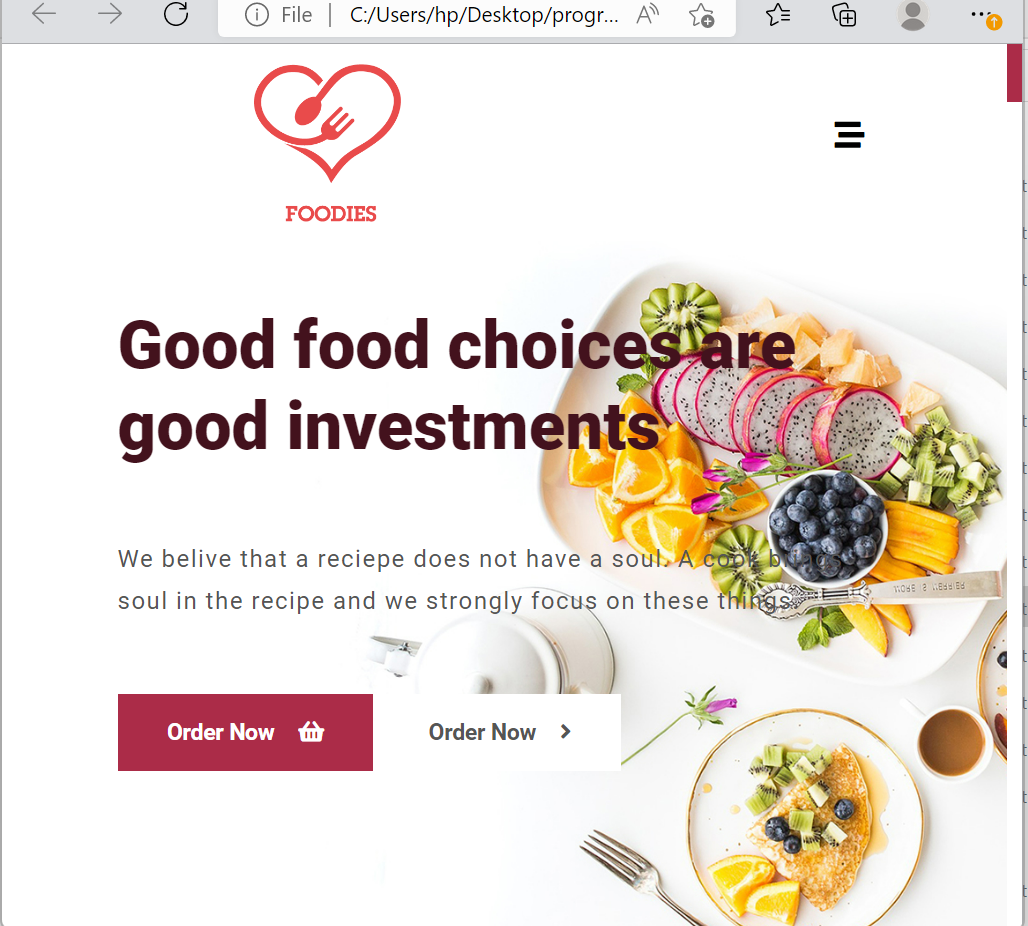 File | C:/Users/hp/Desktop/progr...
FOODIES
Good food choices are
good investments
We belive that a reciepe does not have a soul. A cook
soul in the recipe and we strongly focus on these things.
Order Now
Order Now